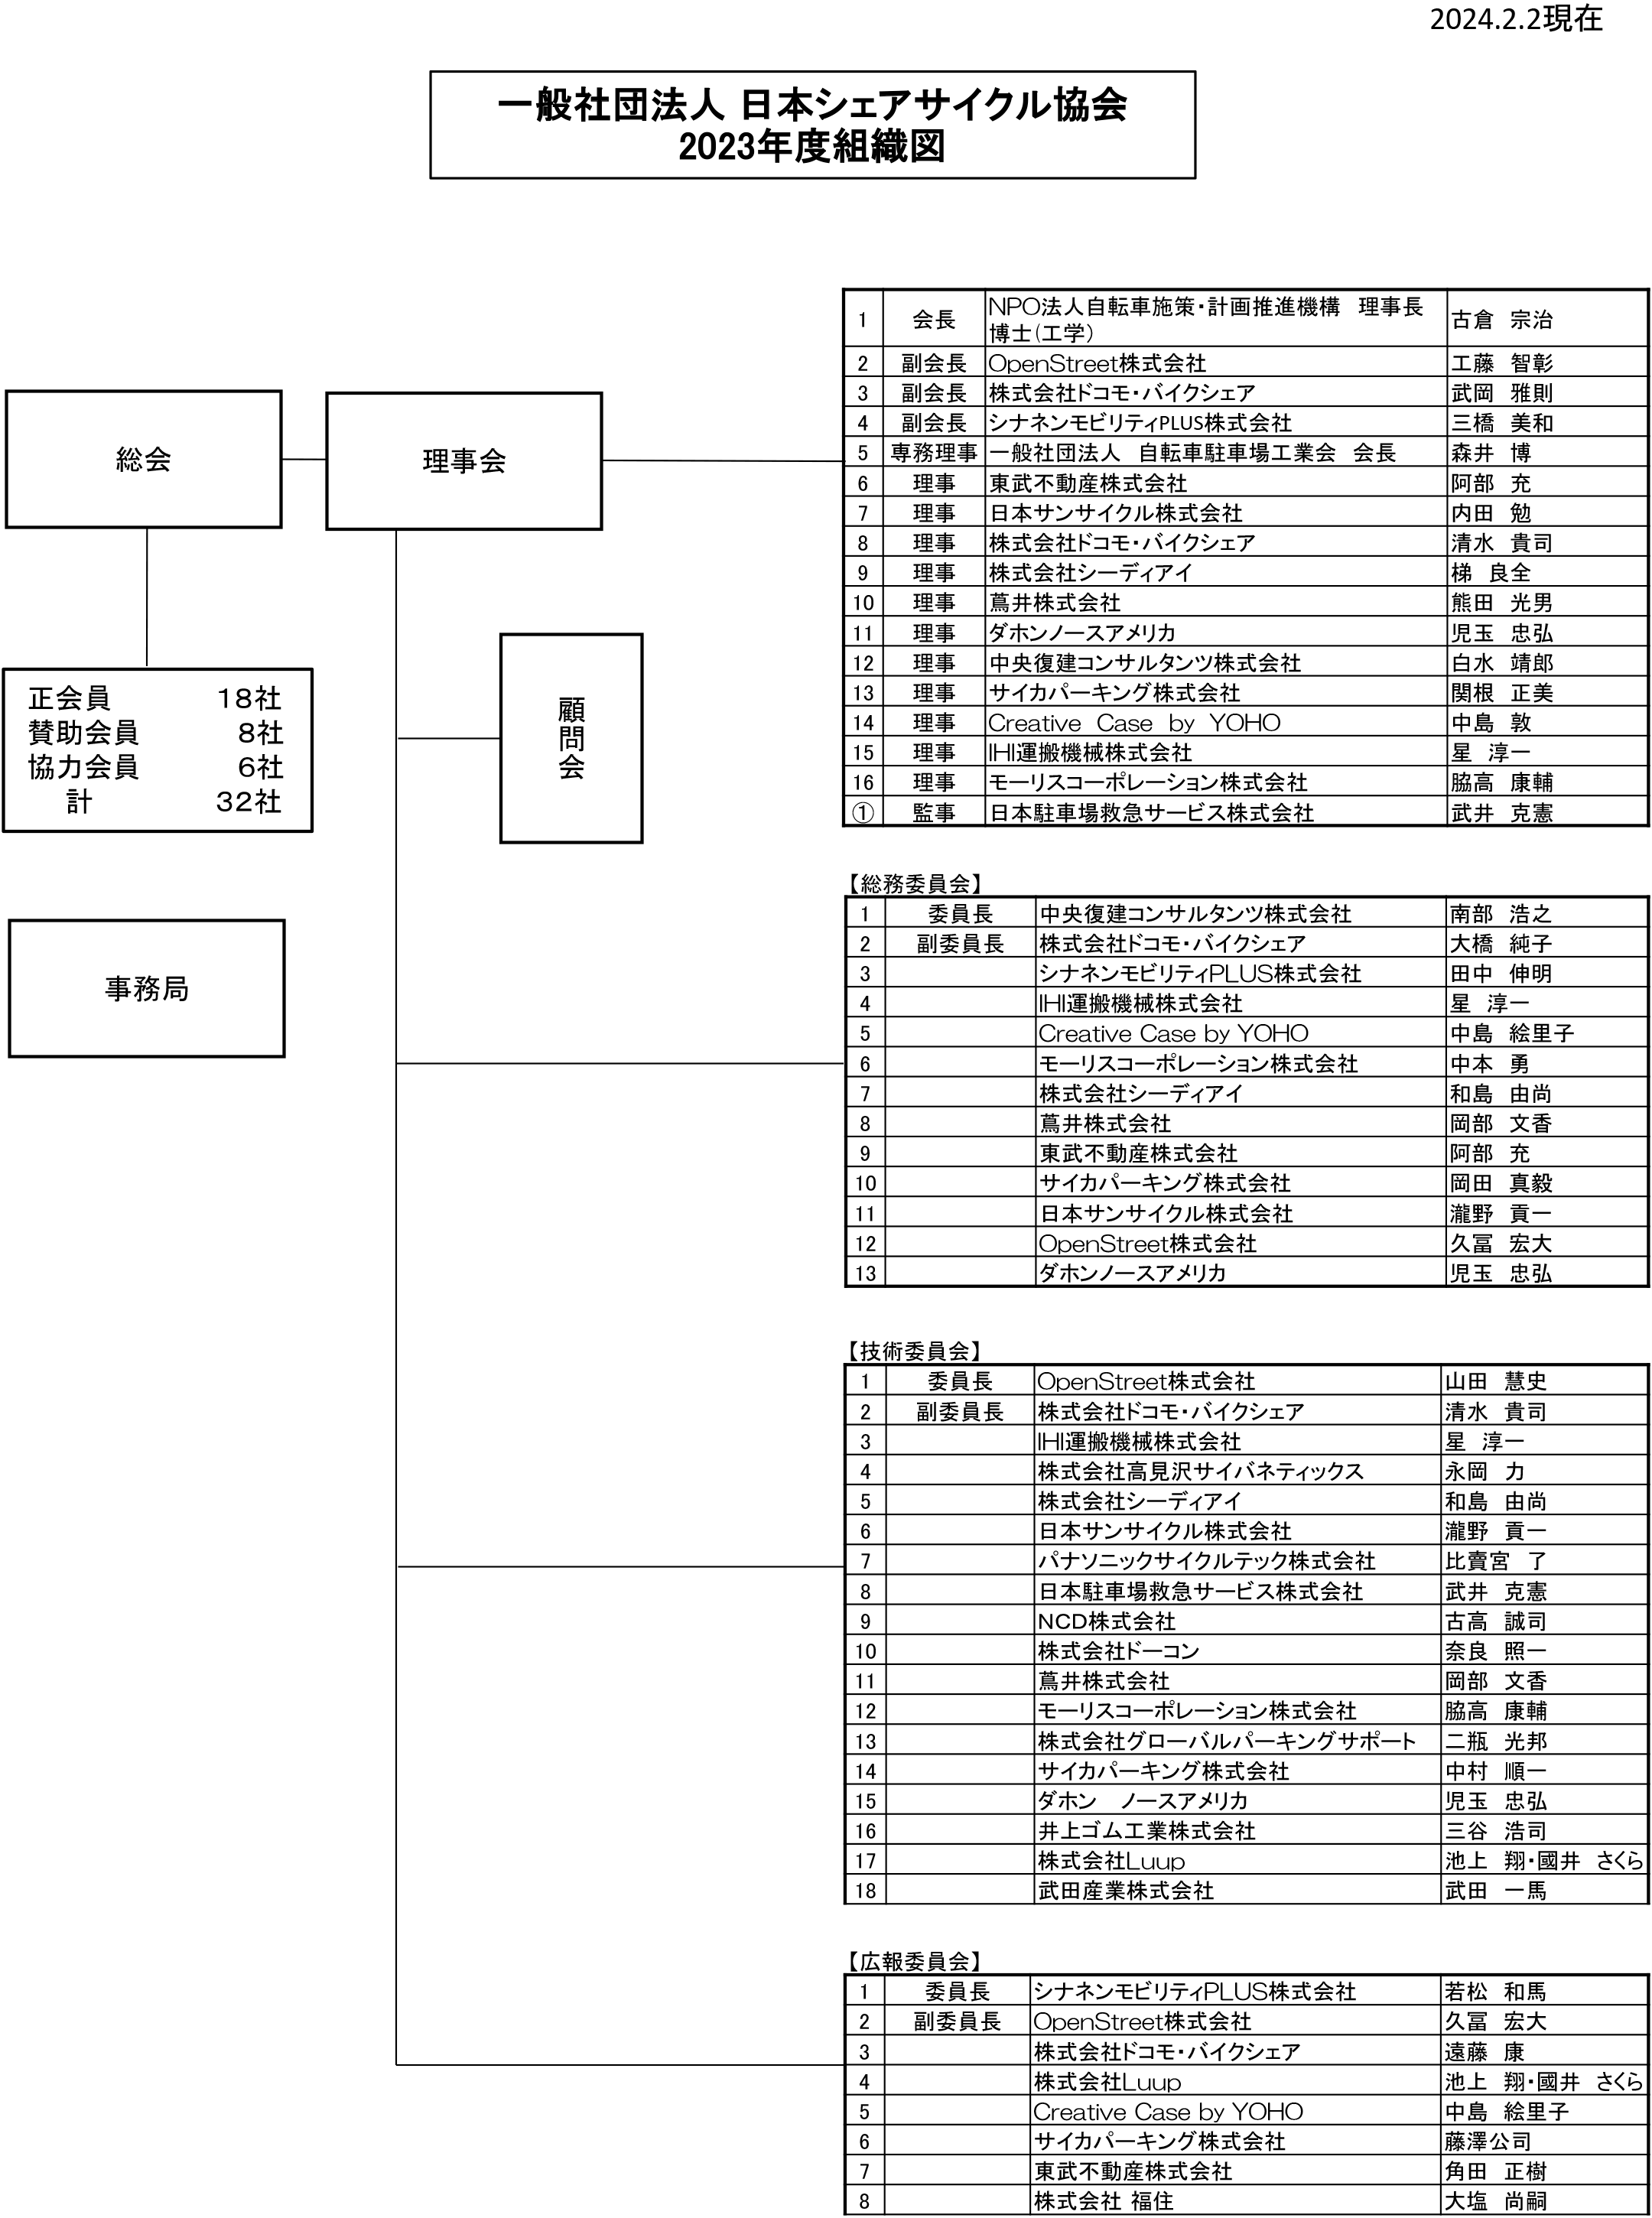 2024.2.2現在
一般社団法人 日本シェアサイクル協会
2023年度組織図
総会
理事会
正会員 18社
賛助会員 8社
協力会員 6社
計 32社
顧問会
事務局
1 会長 NPO法人自転車施策・計画推進機構　理事長 博士(工学) 古倉　宗治
2 副会長 OpenStreet株式会社 工藤　智彰
3 副会長 株式会社ドコモ・バイクシェア 武岡　雅則
4 副会長 シナネンモビリティPLUS株式会社 三橋　美和
5 専務理事 一般社団法人　自転車駐車場工業会　会長 森井　博
6 理事 東武不動産株式会社 阿部　充
7 理事 日本サンサイクル株式会社 内田　勉
8 理事 株式会社ドコモ・バイクシェア 清水　貴司
9 理事 株式会社シーディアイ 梯　良全
10 理事 蔦井株式会社 熊田　光男
11 理事 ダホンノースアメリカ 児玉　忠弘
12 理事 中央復建コンサルタンツ株式会社 白水　靖郎
13 理事 サイカパーキング株式会社 関根　正美
14 理事 Creative Case by YOHO 中島　敦
15 理事 IHI運搬機械株式会社 星　淳一
16 理事 モーリスコーポレーション株式会社 脇高　康輔
① 監事 日本駐車場救急サービス株式会社 武井　克憲
【総務委員会】
1 委員長 中央復建コンサルタンツ株式会社 南部　浩之
2 副委員長 株式会社ドコモ・バイクシェア 大橋　純子
3 シナネンモビリティPLUS株式会社 田中　伸明
4 IHI運搬機械株式会社 星　淳一
5 Creative Case by YOHO 中島　絵里子
6 モーリスコーポレーション株式会社 中本　勇
7 株式会社シーディアイ 和島　由尚
8 蔦井株式会社 岡部　文香
9 東武不動産株式会社 阿部　充
10 サイカパーキング株式会社 岡田　真毅
11 日本サンサイクル株式会社 瀧野　貢一
12 OpenStreet株式会社 久冨　宏大
13 ダホンノースアメリカ 児玉　忠弘
【技術委員会】
1 委員長 OpenStreet株式会社 山田　慧史
2 副委員長 株式会社ドコモ・バイクシェア 清水　貴司
3 IHI運搬機械株式会社 星　淳一
4 株式会社高見沢サイバネティックス 永岡　力
5 株式会社シーディアイ 和島　由尚
6 日本サンサイクル株式会社 瀧野　貢一
7 パナソニックサイクルテック株式会社 比賣宮　了
8 日本駐車場救急サービス株式会社 武井　克憲
9 NCD株式会社 古高　誠司
10 株式会社ドーコン 奈良　照一
11 蔦井株式会社 岡部　文香
12 モーリスコーポレーション株式会社 脇高　康輔
13 株式会社グローバルパーキングサポート 二瓶　光邦
14 サイカパーキング株式会社 中村　順一
15 ダホン　ノースアメリカ 児玉　忠弘
16 井上ゴム工業株式会社 三谷　浩司
17 株式会社Luup 池上　翔・國井　さくら
18 武田産業株式会社 武田　一馬
【広報委員会】
1 委員長 シナネンモビリティPLUS株式会社 若松　和馬
2 副委員長 OpenStreet株式会社 久冨　宏大
3 株式会社ドコモ・バイクシェア 遠藤　康
4 株式会社Luup 池上　翔・國井　さくら
5 Creative Case by YOHO 中島　絵里子
6 サイカパーキング株式会社 藤澤公司
7 東武不動産株式会社 角田　正樹
8 株式会社 福住 大塩　尚嗣